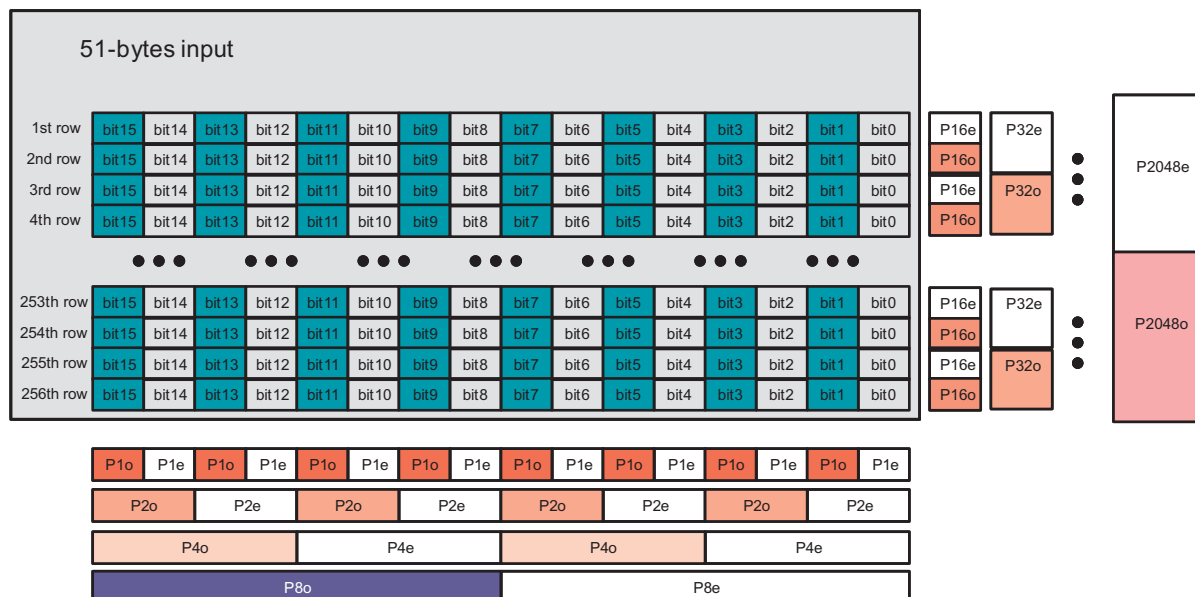 51-bytes input
1st row bit15 bit14 bit13 bit12 bit11 bit10 bit9 bit8 bit7 bit6 bit5 bit4 bit3 bit2 bit1 bit0 P16e P32e
2nd row bit15 bit14 bit13 bit12 bit11 bit10 bit9 bit8 bit7 bit6 bit5 bit4 bit3 bit2 bit1 bit0 P16o P2048e
3rd row bit15 bit14 bit13 bit12 bit11 bit10 bit9 bit8 bit7 bit6 bit5 bit4 bit3 bit2 bit1 bit0 P16e P32o
4th row bit15 bit14 bit13 bit12 bit11 bit10 bit9 bit8 bit7 bit6 bit5 bit4 bit3 bit2 bit1 bit0 P16o
253th row bit15 bit14 bit13 bit12 bit11 bit10 bit9 bit8 bit7 bit6 bit5 bit4 bit3 bit2 bit1 bit0 P16e P32e
254th row bit15 bit14 bit13 bit12 bit11 bit10 bit9 bit8 bit7 bit6 bit5 bit4 bit3 bit2 bit1 bit0 P16o P2048o
255th row bit15 bit14 bit13 bit12 bit11 bit10 bit9 bit8 bit7 bit6 bit5 bit4 bit3 bit2 bit1 bit0 P16e P32o
256th row bit15 bit14 bit13 bit12 bit11 bit10 bit9 bit8 bit7 bit6 bit5 bit4 bit3 bit2 bit1 bit0 P16o
P1o P1e P1o P1e P1o P1e P1o P1e P1o P1e P1o P1e P1o P1e P1o P1e
P2o P2e P2o P2e P2o P2e P2o P2e
P4o P4e P4o P4e
P8o P8e